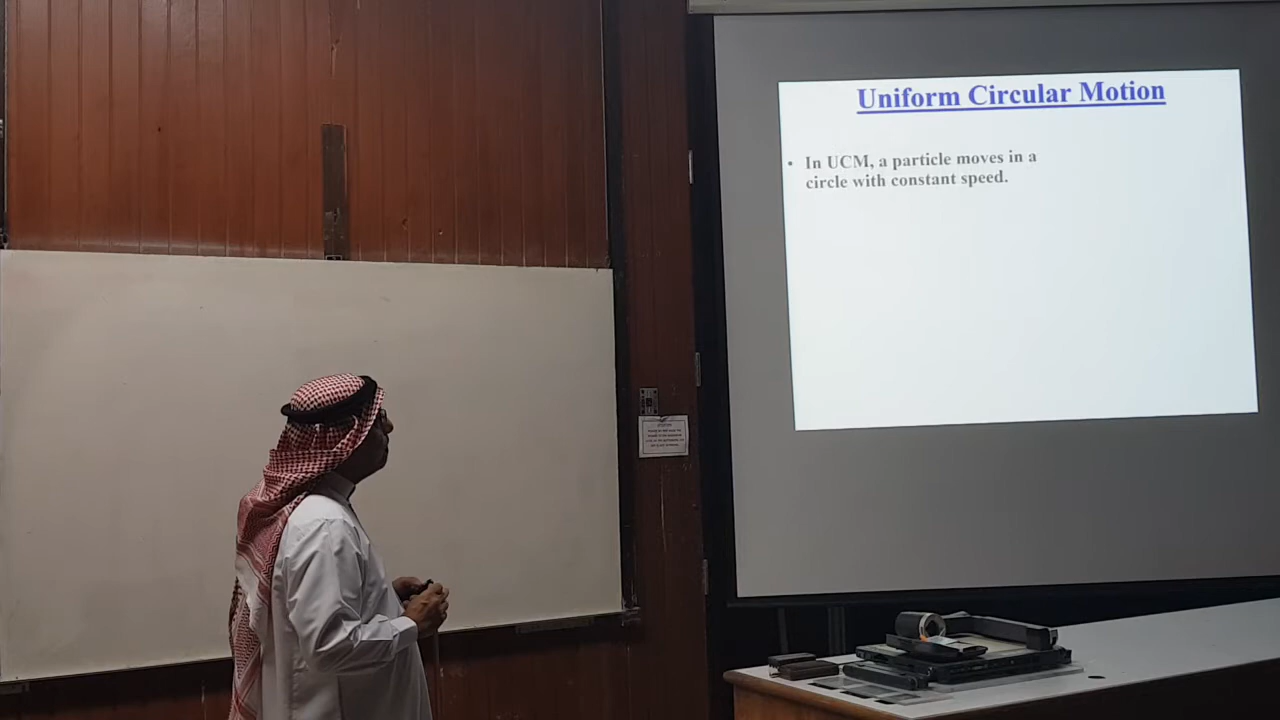 Uniform Circular Motion
• In UCM, a particle moves in a
circle with constant speed.